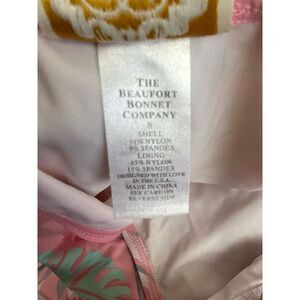 THE
BEAUFORT
BONNET
COMPANY
8
SHELL
91% NYLON
9% SPANDEX
LINING
85% NYLON
15% SPANDEX
DESIGNED WITH LOVE
IN THE U.S.A.
MADE IN CHINA
SEE CARE ON
REVERSE SIDE